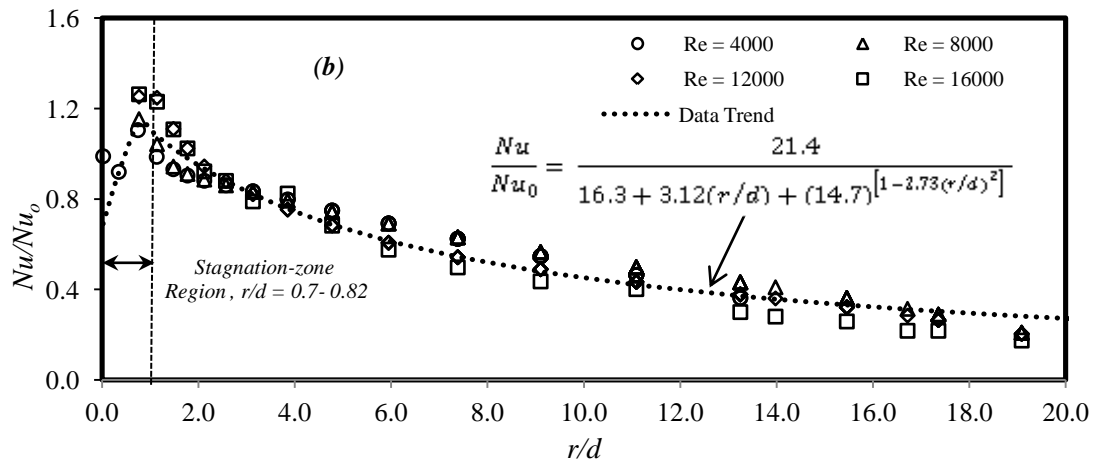 1.6
1.2
0.8
0.4
0.0
Nu/Nu_o
(b)
Re = 4000
Re = 8000
Re = 12000
Re = 16000
Data Trend
Nu/Nu_0 = 21.4 / 16.3 + 3.12(r/d) + (14.7)^[1-2.73(r/d)^2]
Stagnation-zone
Region , r/d = 0.7- 0.82
0.0 2.0 4.0 6.0 8.0 10.0 12.0 14.0 16.0 18.0 20.0
r/d